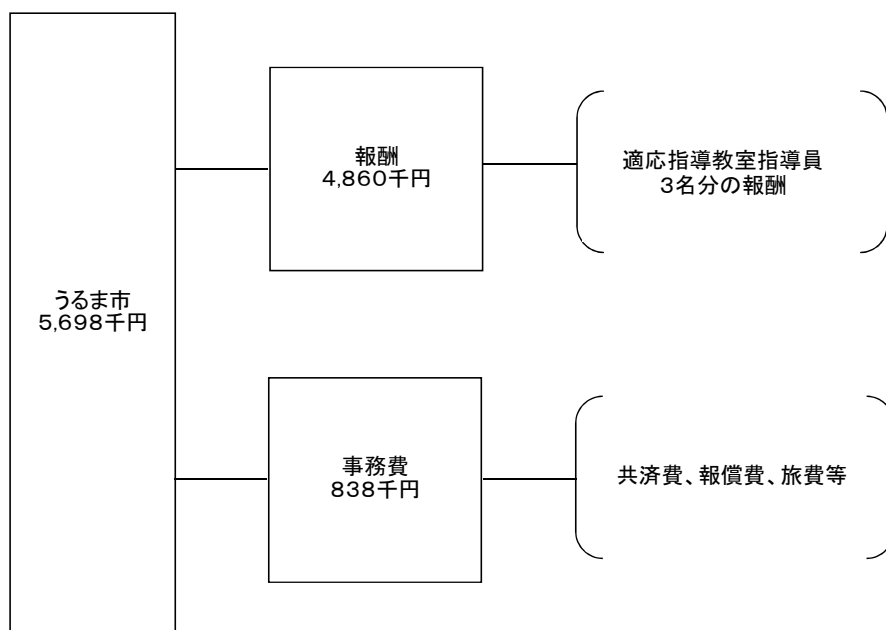 うるま市
5,698千円
報酬
4,860千円
適応指導教室指導員
3名分の報酬
事務費
838千円
共済費、報償費、旅費等